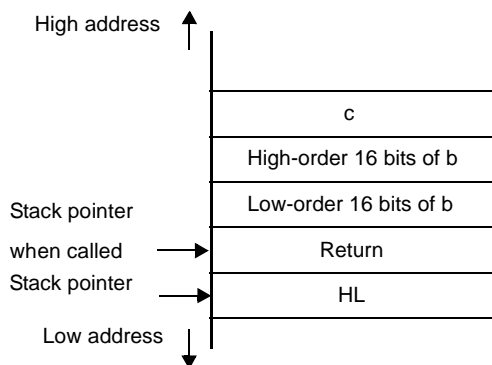 High address
c
High-order 16 bits of b
Low-order 16 bits of b
Stack pointer
when called
Return
Stack pointer
HL
Low address